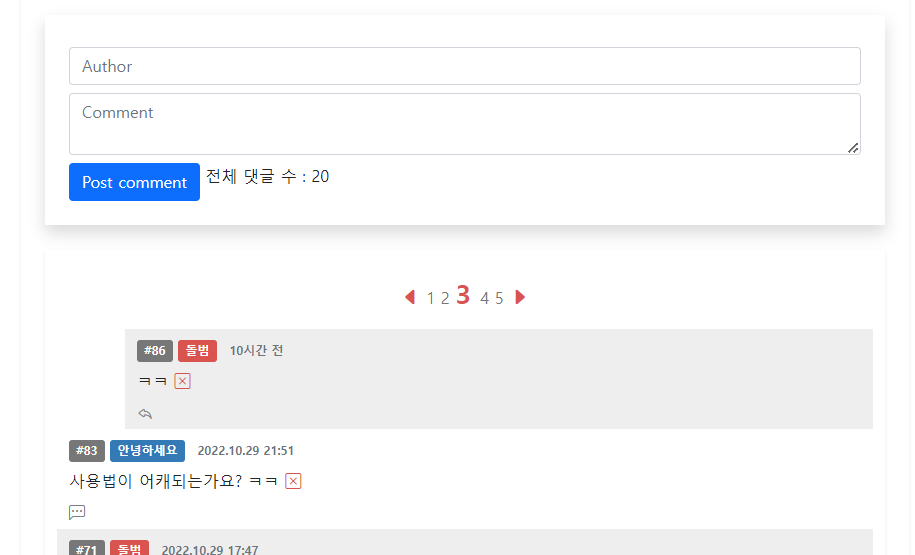 Author
Comment
Post comment 전체 댓글 수 : 20
1 2 3 4 5
#86 돌범 10시간 전
ㅋㅋ
#83 안녕하세요 2022.10.29 21:51
사용법이 어캐되는가요? ㅋㅋ
#71 돌범 2022.10.29 17:47